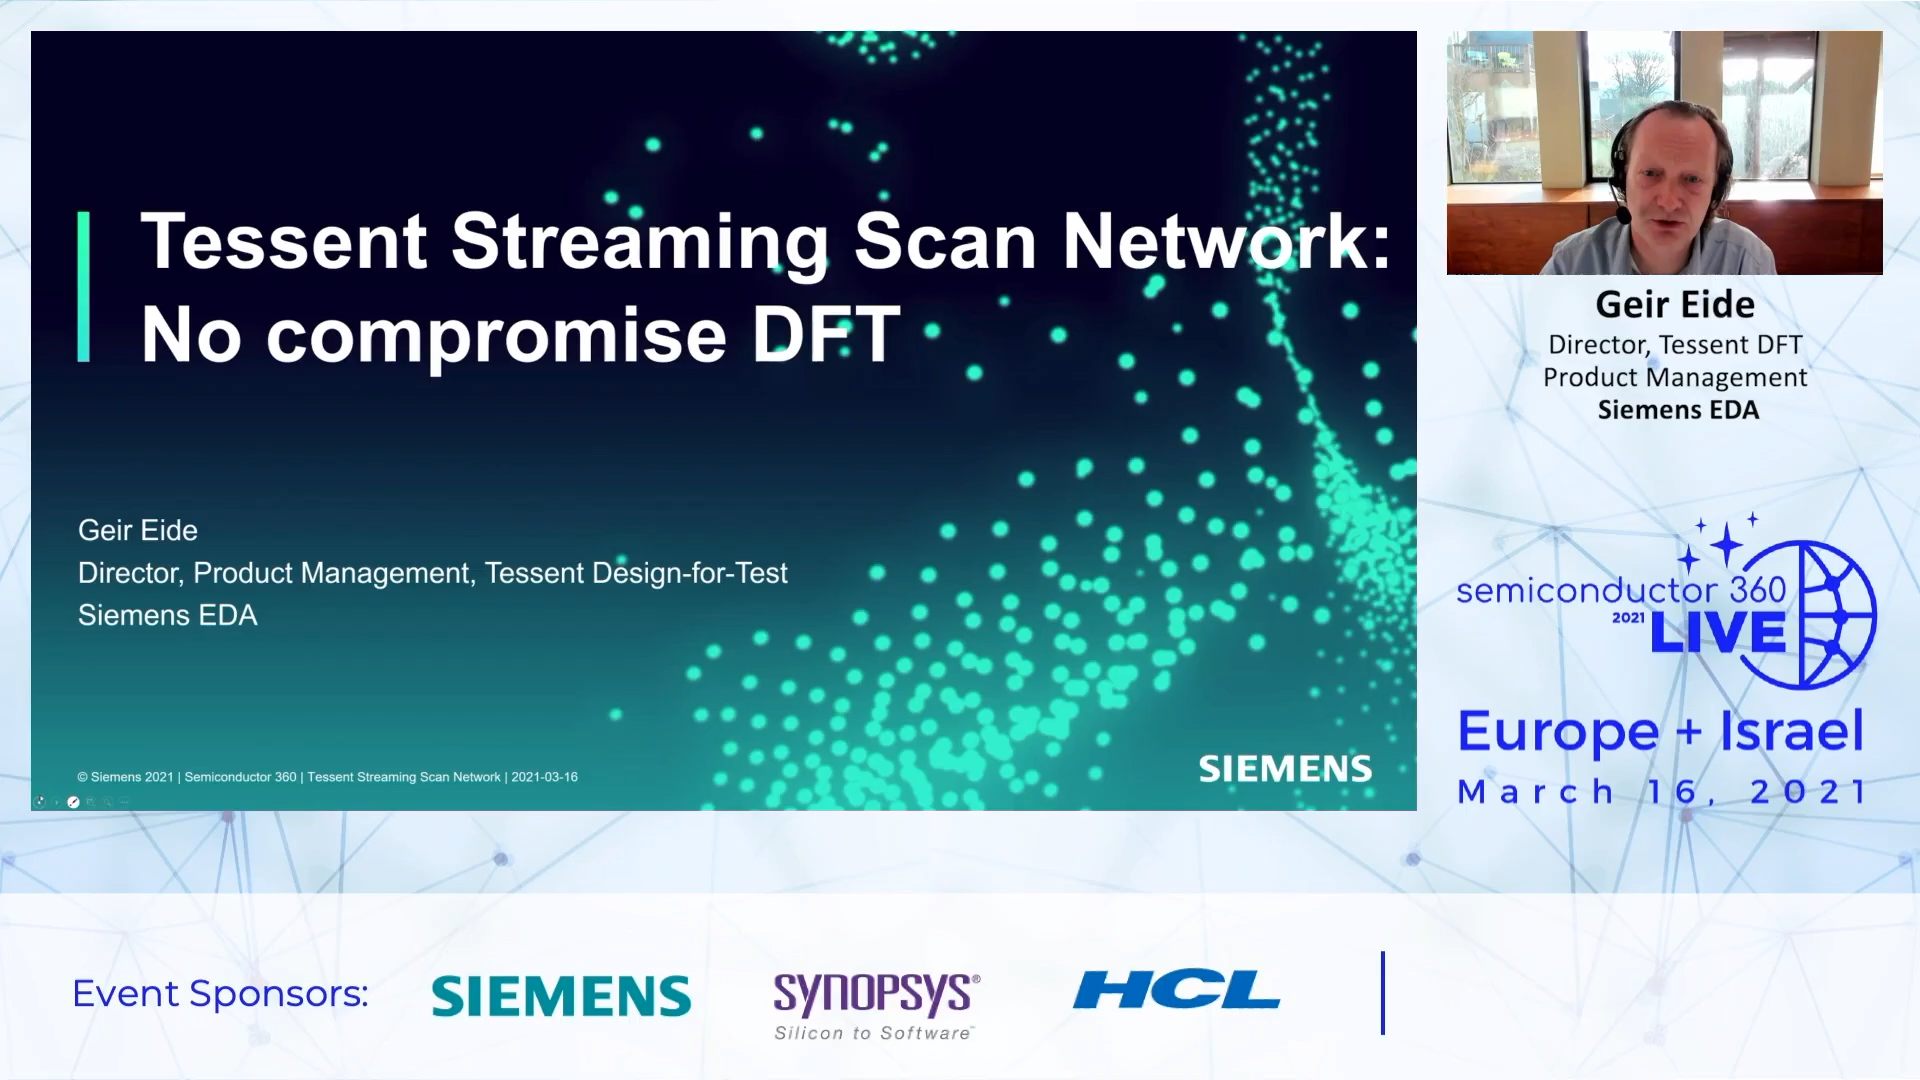 Tessent Streaming Scan Network:
No compromise DFT
Geir Eide
Director, Product Management, Tessent Design-for-Test
Siemens EDA
© Siemens 2021 | Semiconductor 360 | Tessent Streaming Scan Network | 2021-03-16
SIEMENS
Geir Eide
Director, Tessent DFT
Product Management
Siemens EDA
semiconductor 360
2021 LIVE
Europe + Israel
March 16, 2021
Event Sponsors:
SIEMENS
SYNOPSYS®
Silicon to Software™
HCL